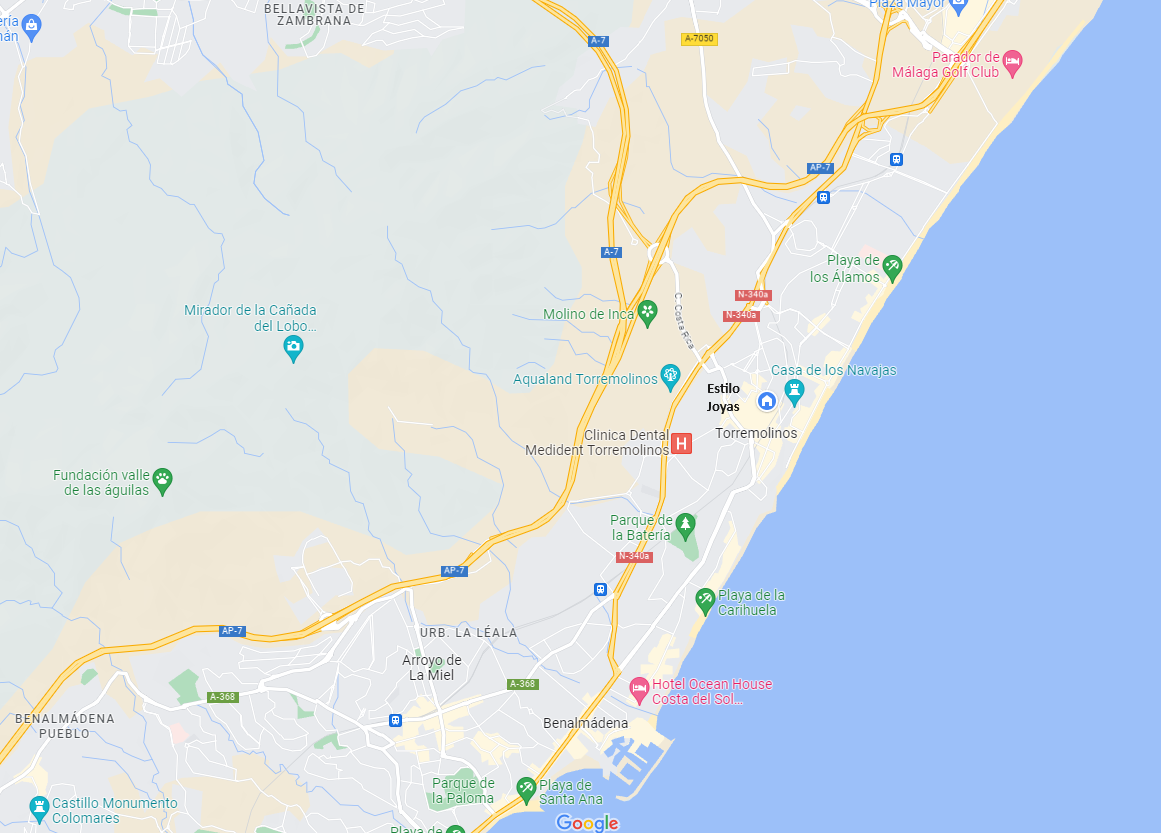 BELLAVISTA DE
ZAMBRANA
Plaza Mayor
ería
nán
A-7
A-7050
Parador de
Málaga Golf Club
AP-7
A-7
Playa de
los Álamos
N-340a
N-340a
Mirador de la Cañada
del Lobo...
Molino de Inca
C. Costa Rica
Casa de los Navajas
Aqualand Torremolinos
Estilo
Joyas
Torremolinos
Clinica Dental
Medident Torremolinos
H
Fundación valle
de las águilas
Parque de
la Batería
N-340a
AP-7
Playa de la
Carihuela
AP-7
URB. LA LÉALA
Arroyo de
La Miel
A-368
A-368
Hotel Ocean House
Costa del Sol...
BENALMÁDENA
PUEBLO
Benalmádena
Parque de
la Paloma
Playa de
Santa Ana
Castillo Monumento
Colomares
Google
Playa de